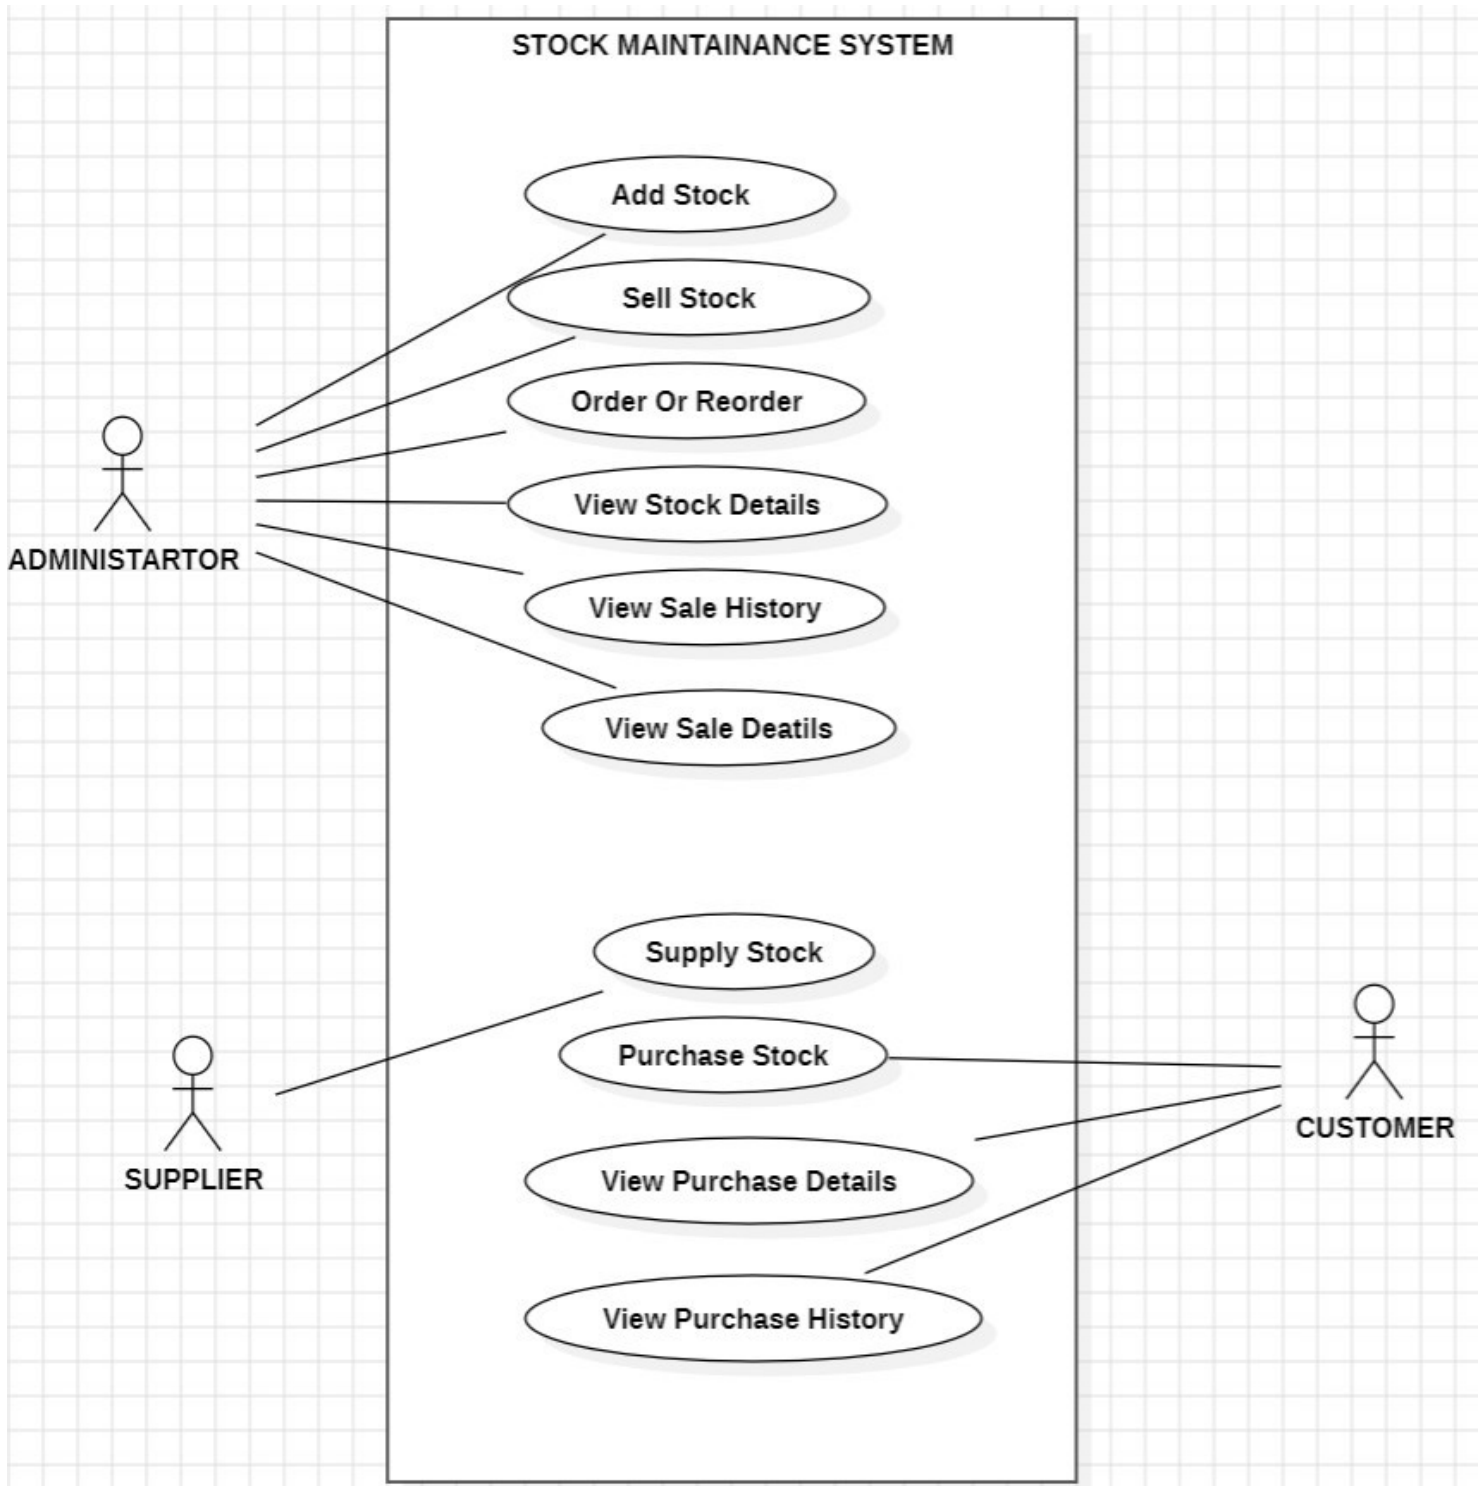 STOCK MAINTAINANCE SYSTEM
Add Stock
Sell Stock
Order Or Reorder
View Stock Details
ADMINISTARTOR
View Sale History
View Sale Deatils
Supply Stock
Purchase Stock
CUSTOMER
SUPPLIER
View Purchase Details
View Purchase History